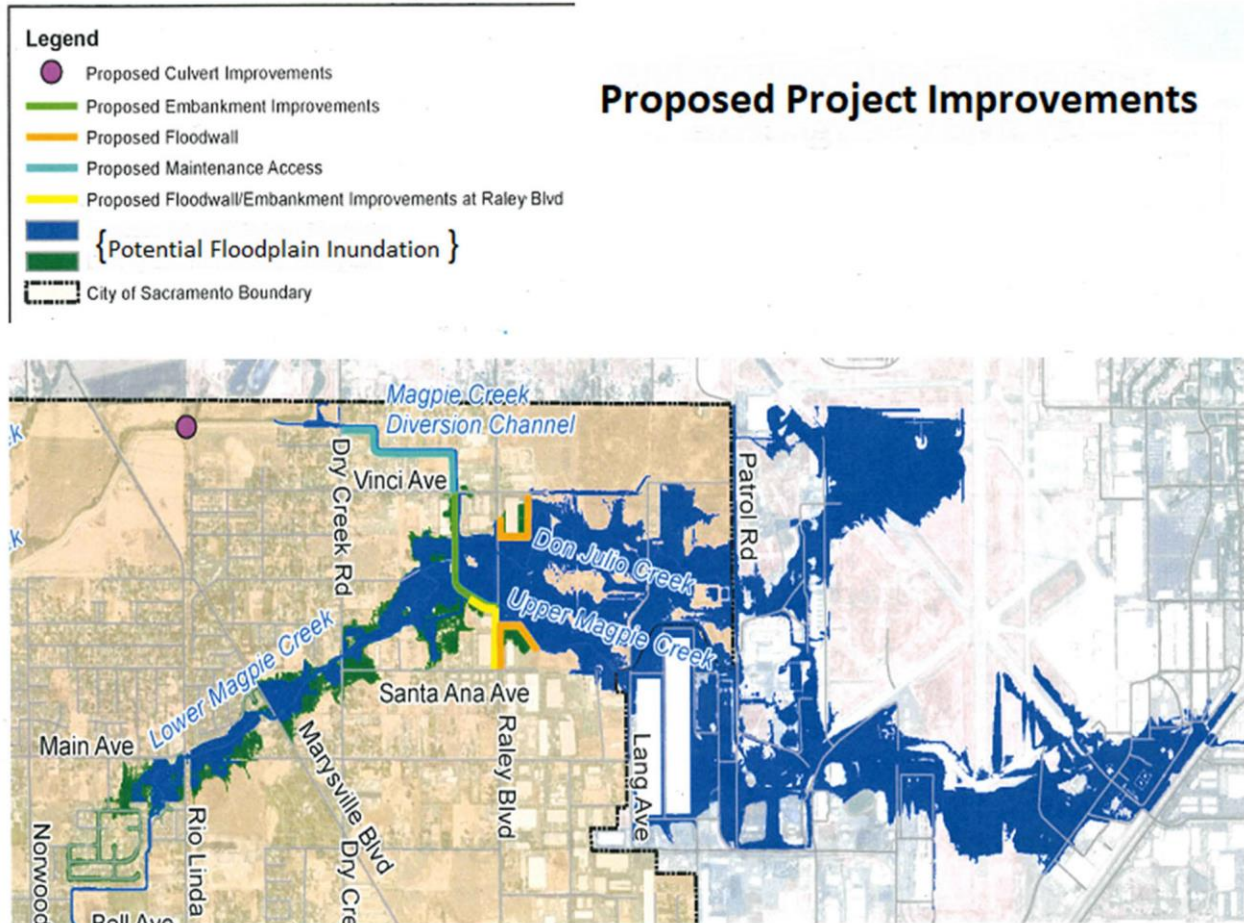 Legend
Proposed Culvert Improvements
Proposed Embankment Improvements
Proposed Floodwall
Proposed Maintenance Access
Proposed Floodwall/Embankment Improvements at Raley Blvd
{Potential Floodplain Inundation }
City of Sacramento Boundary
Proposed Project Improvements
Magpie Creek
Diversion Channel
Dry Creek Rd
Vinci Ave
Patrol Rd
Don Julio Creek
Upper Magpie Creek
Lower Magpie Creek
Santa Ana Ave
Main Ave
Marysville Blvd
Raley Blvd
Lang Ave
Rio Linda
Norwood
Dry Cre
Bell Ave